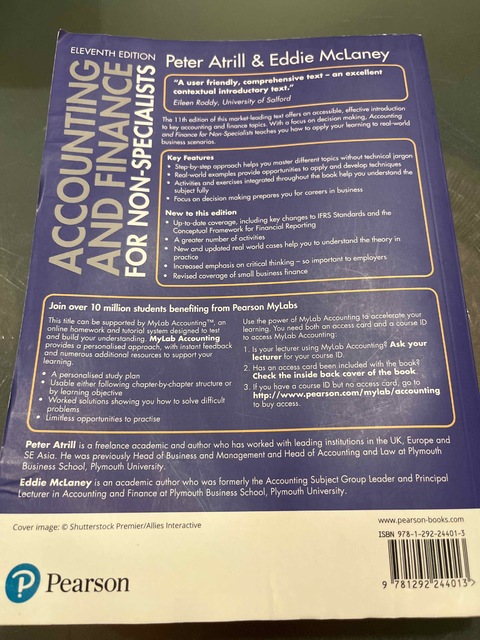 ELEVENTH EDITION
ACCOUNTING
AND FINANCE
FOR NON-SPECIALISTS
Peter Atrill & Eddie McLaney
“A user friendly, comprehensive text – an excellent
contextual introductory text.”
Eileen Roddy, University of Salford
The 11th edition of this market-leading text offers an accessible, effective introduction
to key accounting and finance topics. With a focus on decision making, Accounting
and Finance for Non-Specialists teaches you how to apply your learning to real-world
business scenarios.
Key Features
• Step-by-step approach helps you master different topics without technical jargon
• Real-world examples provide opportunities to apply and develop techniques
• Activities and exercises integrated throughout the book help you understand the
subject fully
• Focus on decision making prepares you for careers in business
New to this edition
• Up-to-date coverage, including key changes to IFRS Standards and the
Conceptual Framework for Financial Reporting
• A greater number of activities
• New and updated real world cases help you to understand the theory in
practice
• Increased emphasis on critical thinking – so important to employers
• Revised coverage of small business finance
Join over 10 million students benefiting from Pearson MyLabs
This title can be supported by MyLab Accounting™, an
online homework and tutorial system designed to test
and build your understanding. MyLab Accounting
provides a personalised approach, with instant feedback
and numerous additional resources to support your
learning.
• A personalised study plan
• Usable either following chapter-by-chapter structure or
by learning objective
• Worked solutions showing you how to solve difficult
problems
• Limitless opportunities to practise
Use the power of MyLab Accounting to accelerate your
learning. You need both an access card and a course ID
to access MyLab Accounting:
1. Is your lecturer using MyLab Accounting? Ask your
lecturer for your course ID.
2. Has an access card been included with the book?
Check the inside back cover of the book.
3. If you have a course ID but no access card, go to
http://www.pearson.com/mylab/accounting
to buy access.
Peter Atrill is a freelance academic and author who has worked with leading institutions in the UK, Europe and
SE Asia. He was previously Head of Business and Management and Head of Accounting and Law at Plymouth
Business School, Plymouth University.
Eddie McLaney is an academic author who was formerly the Accounting Subject Group Leader and Principal
Lecturer in Accounting and Finance at Plymouth Business School, Plymouth University.
Cover image: © Shutterstock Premier/Allies Interactive
www.pearson-books.com
ISBN 978-1-292-24401-3
9 781292 244013
P Pearson